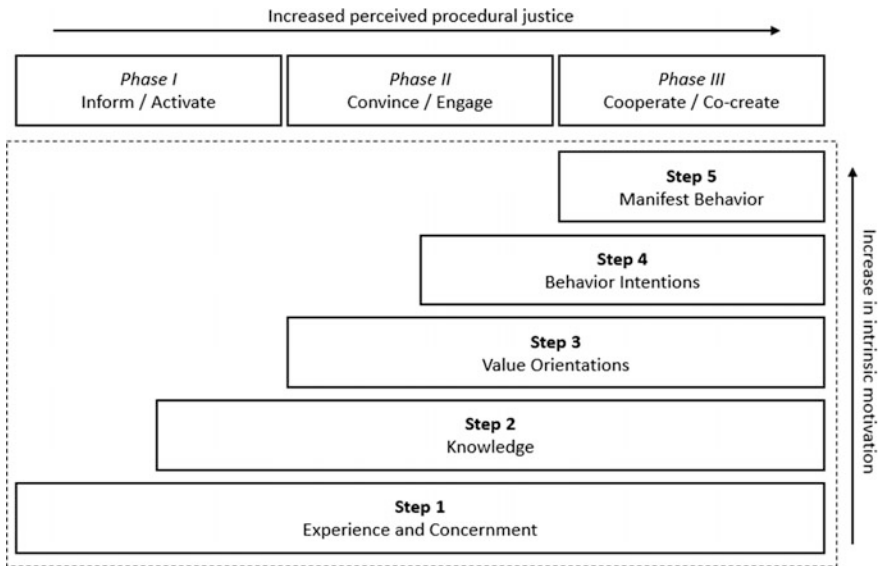 Increased perceived procedural justice
Phase I
Inform / Activate
Phase II
Convince / Engage
Phase III
Cooperate / Co-create
Step 5
Manifest Behavior
Step 4
Behavior Intentions
Step 3
Value Orientations
Step 2
Knowledge
Step 1
Experience and Concernment
Increase in intrinsic motivation